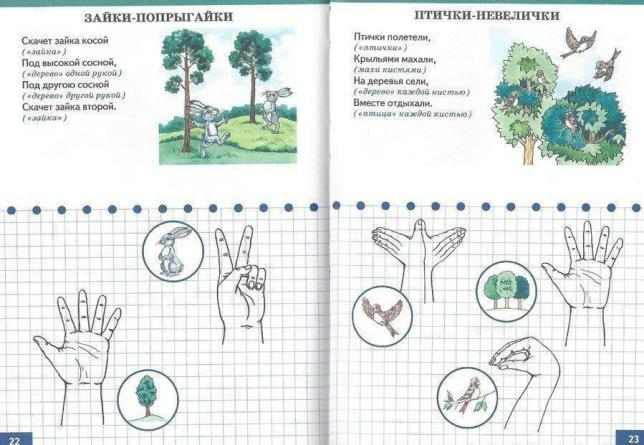 ЗАЙКИ-ПОПРЫГАЙКИ
Скачет зайка косой
(«зайка»)
Под высокой сосной,
(«дерево» одной рукой)
Под другою сосной
(«дерево» другой рукой)
Скачет зайка второй.
(«зайка»)
22
ПТИЧКИ-НЕВЕЛИЧКИ
Птички полетели,
(«птички»)
Крыльями махали,
(махи кистями)
На деревья сели,
(«дерево» каждой кистью)
Вместе отдыхали.
(«птица» каждой кистью)
23